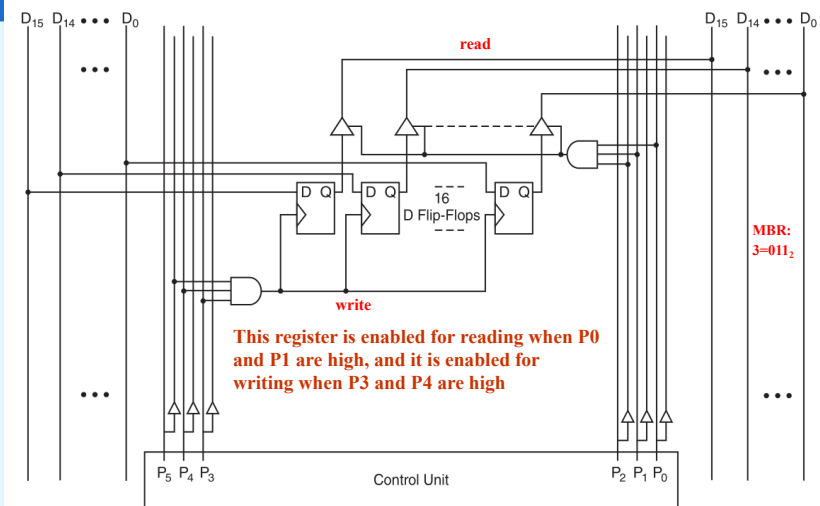 D15 D14 ••• D0
D15 D14 ••• D0
read
•••
•••
D Q
D Q
16
D Flip-Flops
D Q
MBR:
3=011₂
write
This register is enabled for reading when P0
and P1 are high, and it is enabled for
writing when P3 and P4 are high
•••
•••
P5 P4 P3
Control Unit
P2 P1 P0